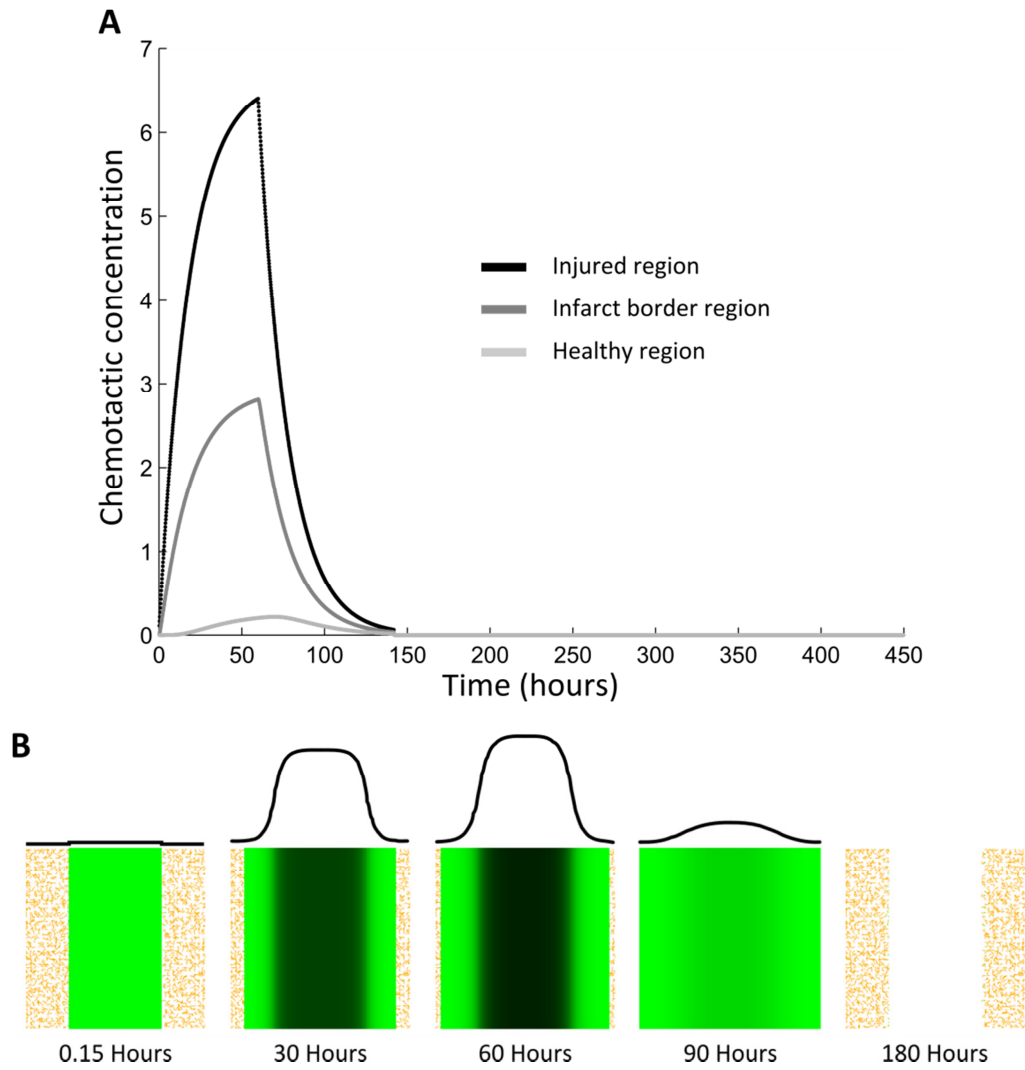 A
7
6
5
4
3
2
1
0
Chemotactic concentration
Injured region
Infarct border region
Healthy region
0 50 100 150 200 250 300 350 400 450
Time (hours)
B
0.15 Hours 30 Hours 60 Hours 90 Hours 180 Hours